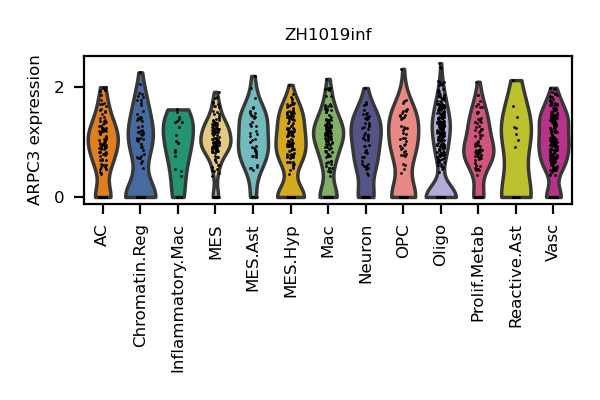 ZH1019inf
ARPC3 expression
2
0
AC
Chromatin.Reg
Inflammatory.Mac
MES
MES.Ast
MES.Hyp
Mac
Neuron
OPC
Oligo
Prolif.Metab
Reactive.Ast
Vasc